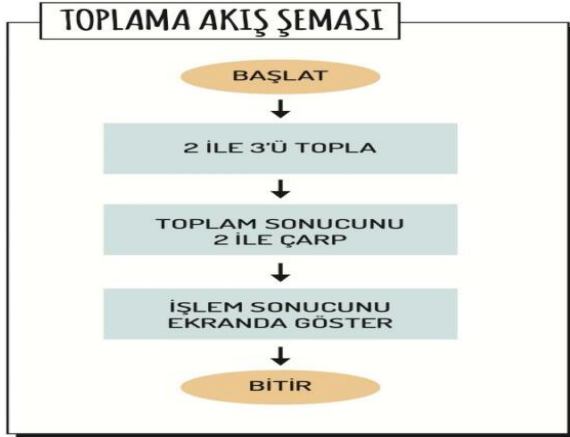 TOPLAMA AKIŞ ŞEMASI
BAŞLAT
2 İLE 3'Ü TOPLA
TOPLAM SONUCUNU
2 İLE ÇARP
İŞLEM SONUCUNU
EKRANDA GÖSTER
BİTİR